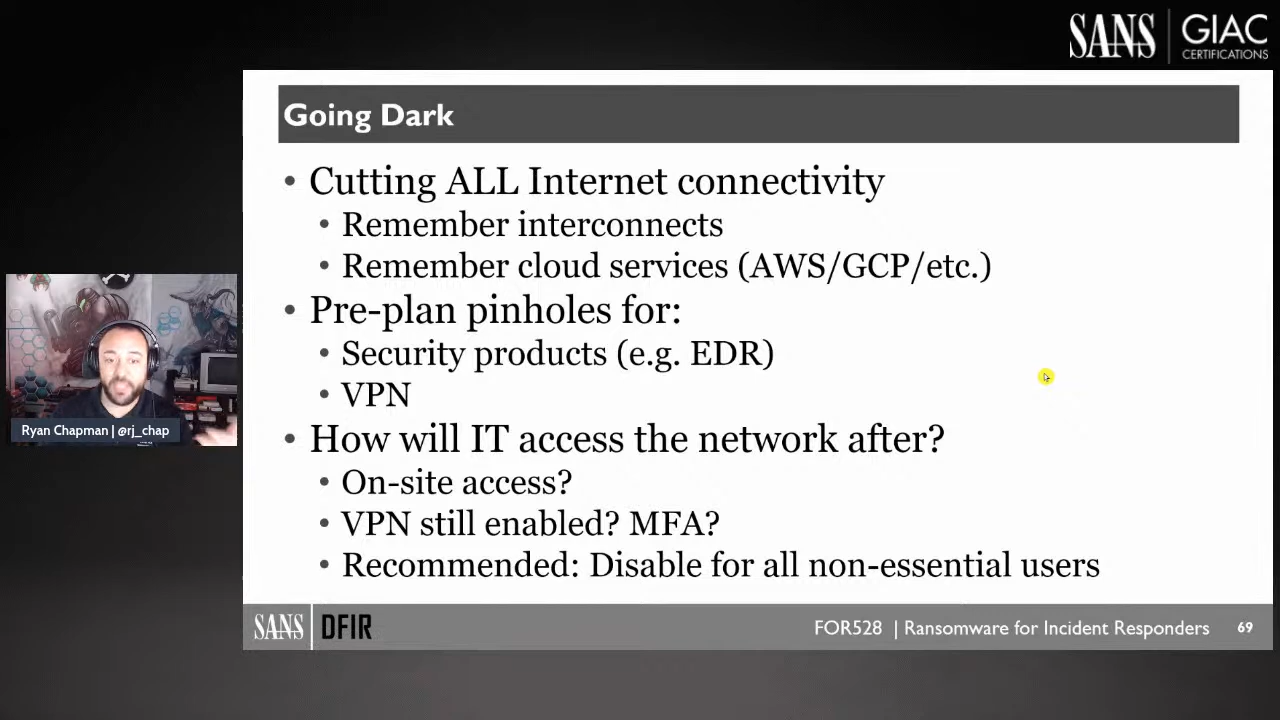 SANS
GIAC
CERTIFICATIONS
Going Dark
• Cutting ALL Internet connectivity
• Remember interconnects
• Remember cloud services (AWS/GCP/etc.)
• Pre-plan pinholes for:
• Security products (e.g. EDR)
• VPN
• How will IT access the network after?
• On-site access?
• VPN still enabled? MFA?
• Recommended: Disable for all non-essential users
Ryan Chapman | @rj_chap
SANS DFIR
FOR528 | Ransomware for Incident Responders 69